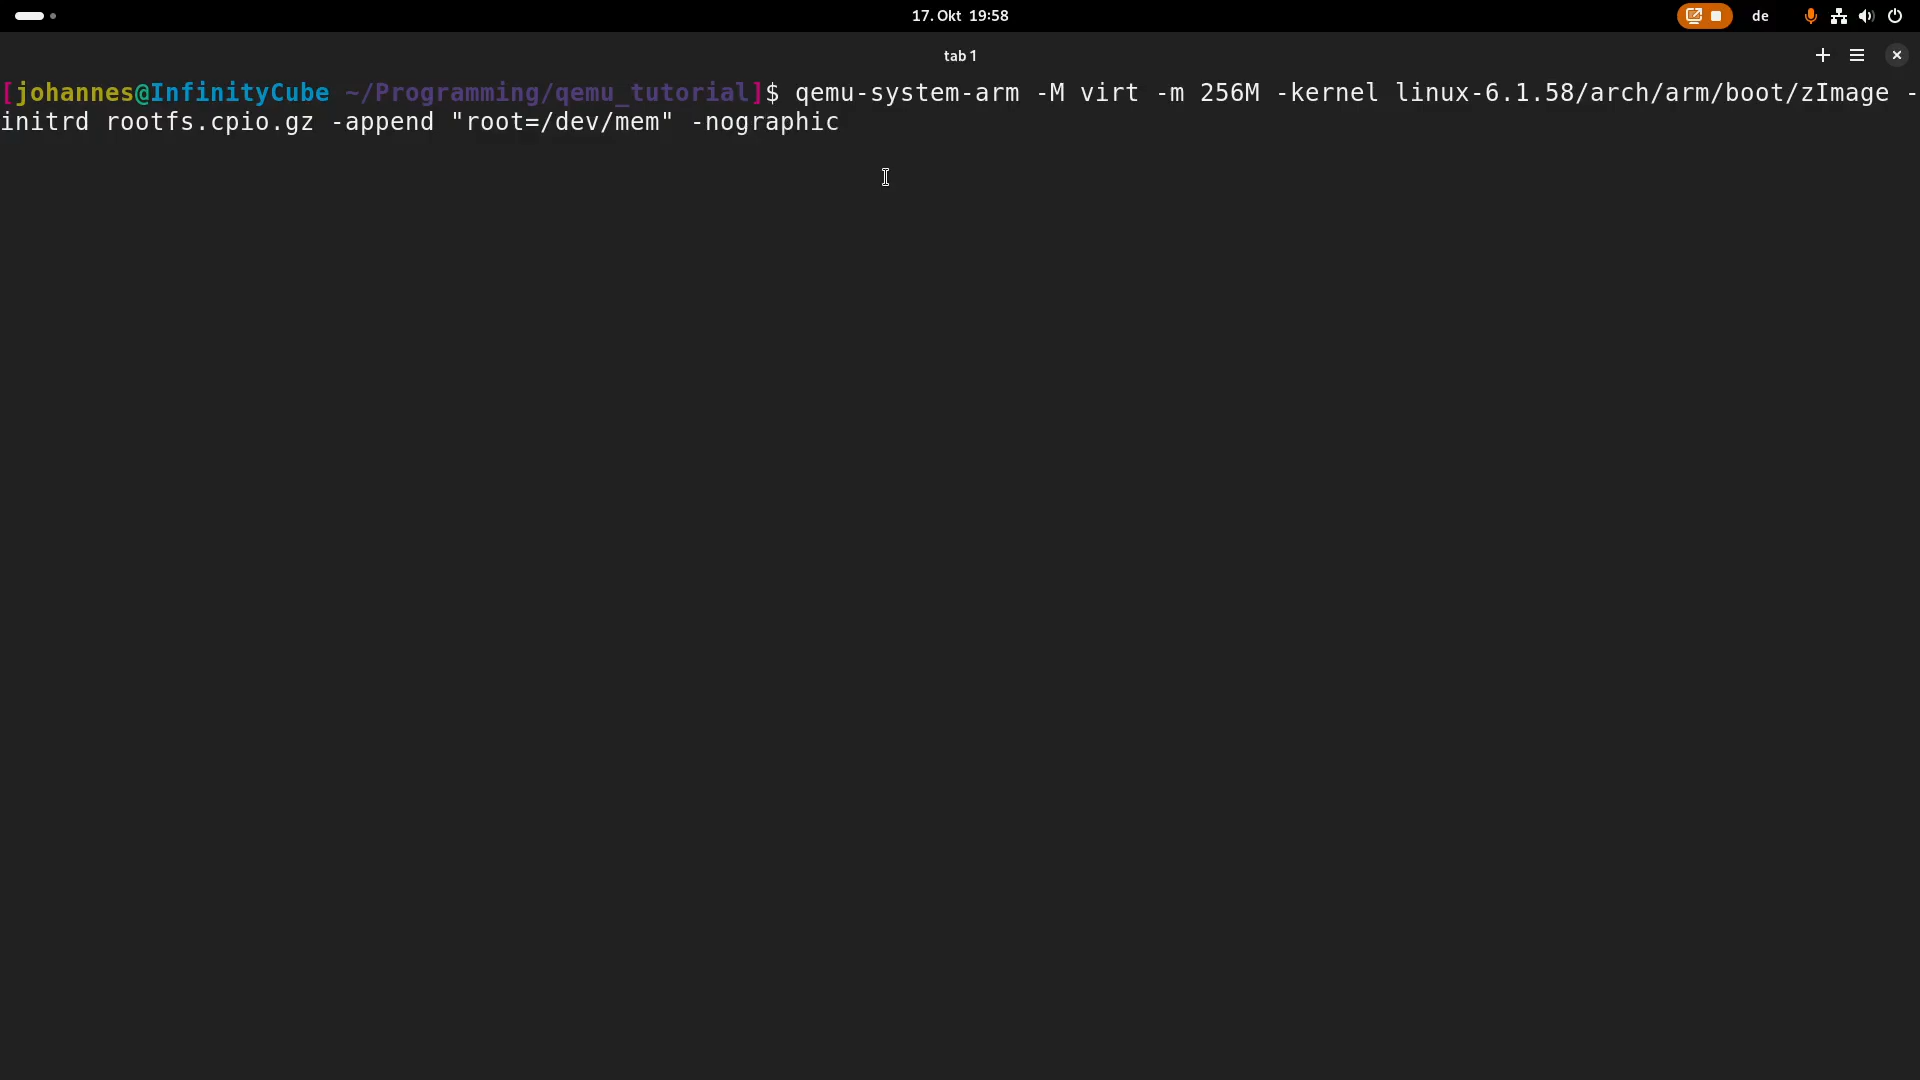 17. Okt 19:58
de
tab 1
[johannes@InfinityCube ~/Programming/qemu_tutorial]$ qemu-system-arm -M virt -m 256M -kernel linux-6.1.58/arch/arm/boot/zImage -
initrd rootfs.cpio.gz -append "root=/dev/mem" -nographic